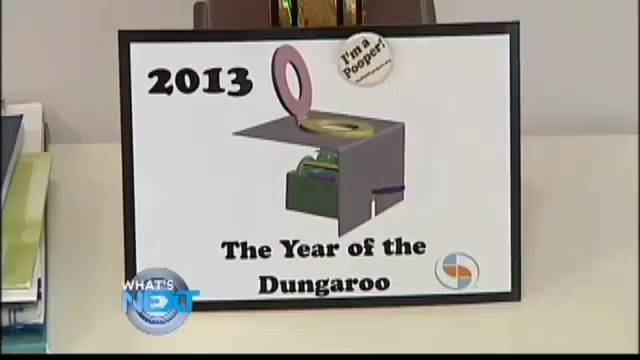 2013
I'm a
Pooper!
The Year of the
Dungaroo
WHAT'S
NEXT